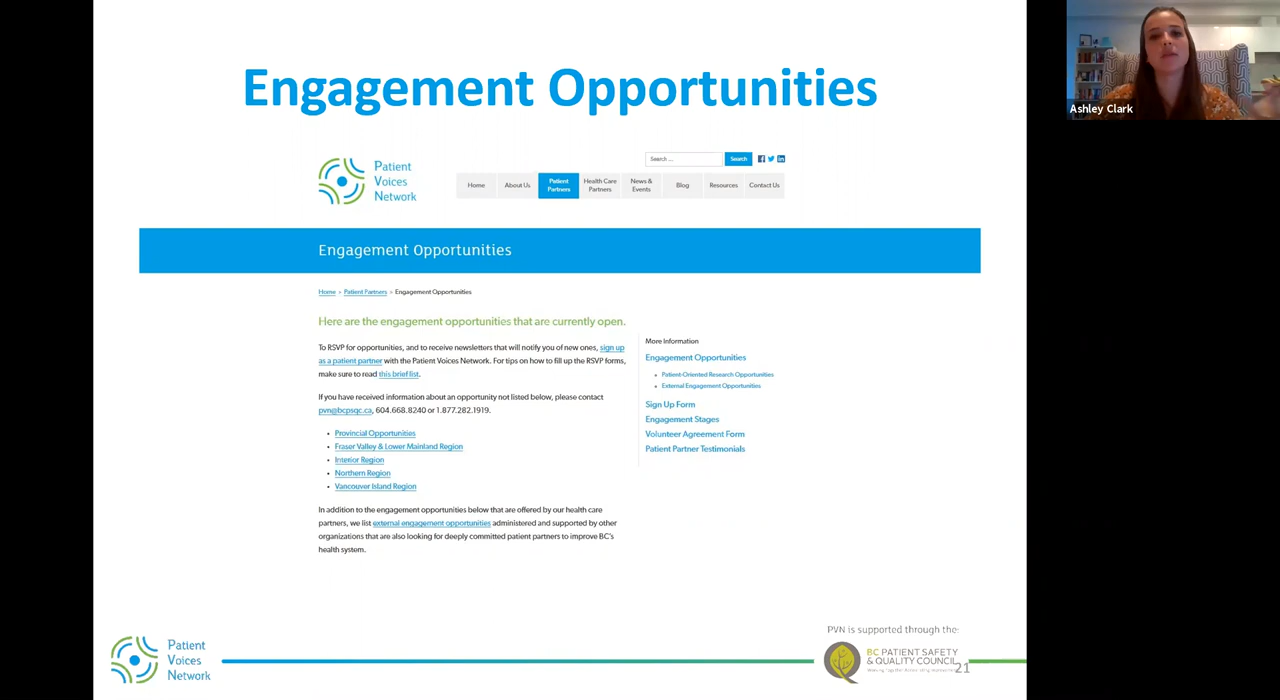 Engagement Opportunities
Ashley Clark
Patient
Voices
Network
Search ...
Search
Home
About Us
Patient
Partners
Health Care
Partners
News &
Events
Blog
Resources
Contact Us
Engagement Opportunities
Home » Patient Partners » Engagement Opportunities
Here are the engagement opportunities that are currently open.
To RSVP for opportunities, and to receive newsletters that will notify you of new ones, sign up
as a patient partner with the Patient Voices Network. For tips on how to fill up the RSVP forms,
make sure to read this brief list.
If you have received information about an opportunity not listed below, please contact
pvn@bcpsqc.ca, 604.668.8240 or 1.877.282.1919.
• Provincial Opportunities
• Fraser Valley & Lower Mainland Region
• Interior Region
• Northern Region
• Vancouver Island Region
In addition to the engagement opportunities below that are offered by our health care
partners, we list external engagement opportunities administered and supported by other
organizations that are also looking for deeply committed patient partners to improve BC's
health system.
More Information
Engagement Opportunities
• Patient-Oriented Research Opportunities
• External Engagement Opportunities
Sign Up Form
Engagement Stages
Volunteer Agreement Form
Patient Partner Testimonials
Patient
Voices
Network
PVN is supported through the:
BC PATIENT SAFETY
& QUALITY COUNCIL
21